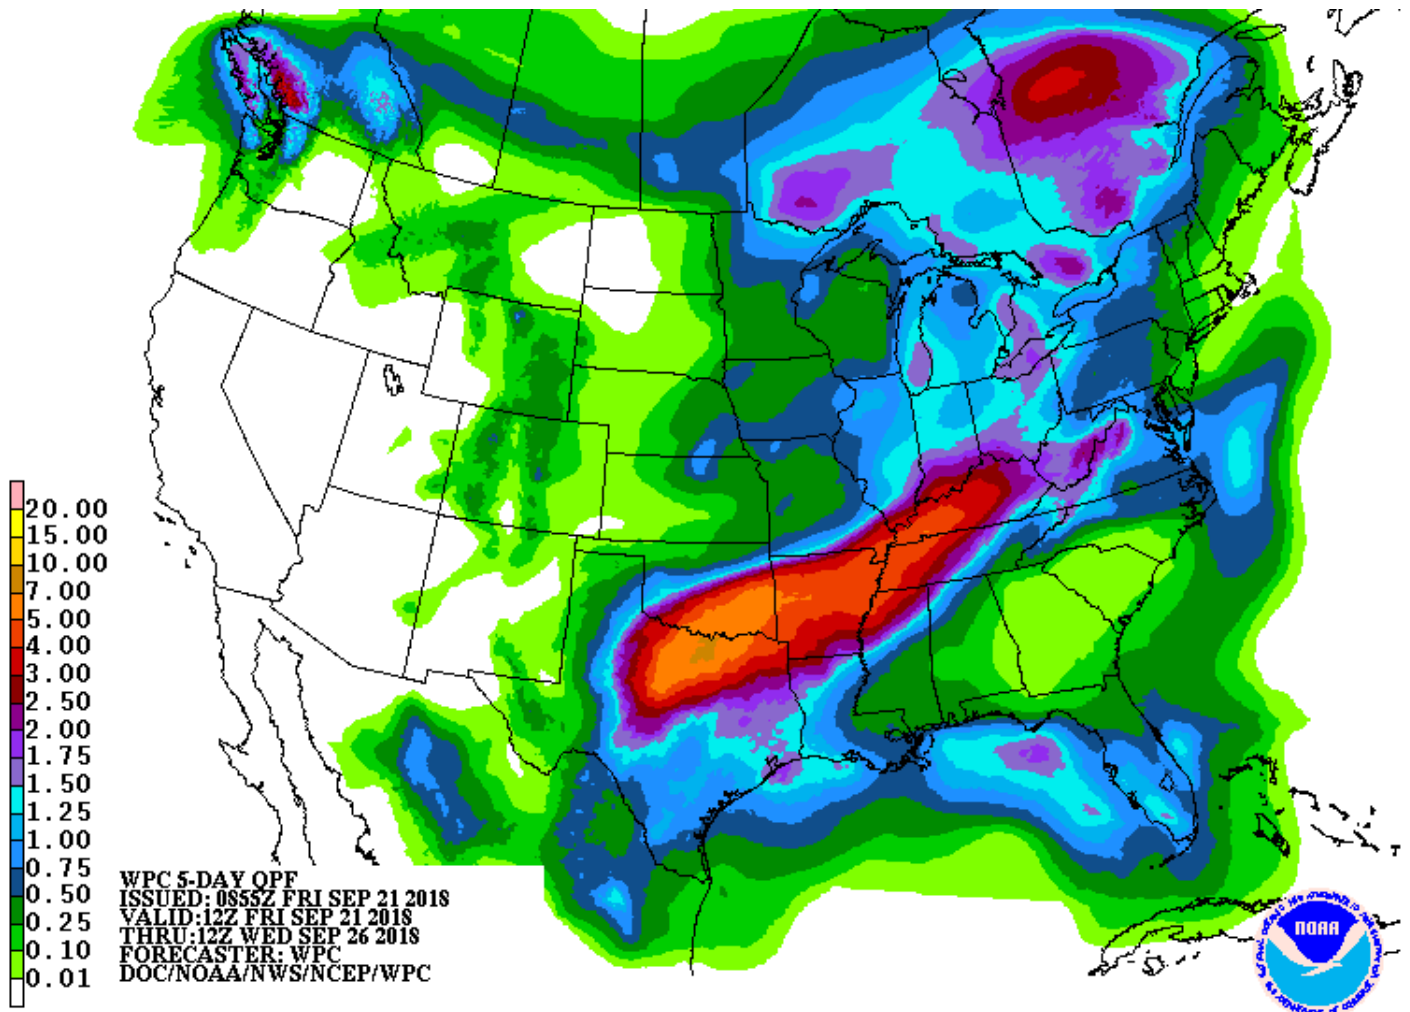 20.00
15.00
10.00
7.00
5.00
4.00
3.00
2.50
2.00
1.75
1.50
1.25
1.00
0.75
0.50
0.25
0.10
0.01
WPC 5-DAY QPF
ISSUED: 0855Z FRI SEP 21 2018
VALID:12Z FRI SEP 21 2018
THRU:12Z WED SEP 26 2018
FORECASTER: WPC
DOC/NOAA/NWS/NCEP/WPC
NOAA